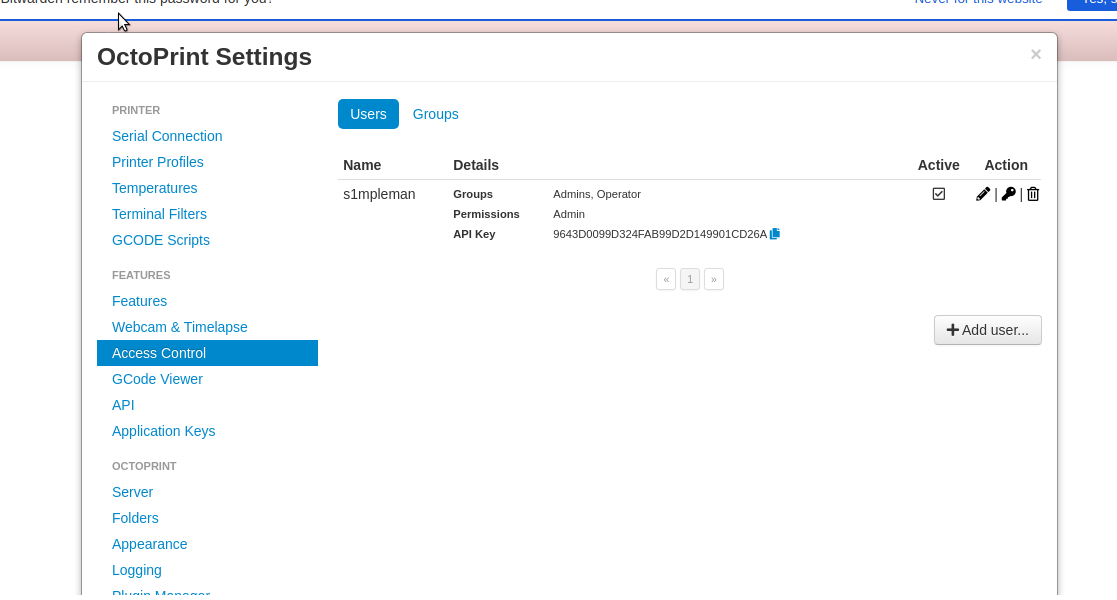 Bitwarden remember this password for you?
Never for this website
Yes, s
OctoPrint Settings
×
PRINTER
Serial Connection
Printer Profiles
Temperatures
Terminal Filters
GCODE Scripts
FEATURES
Features
Webcam & Timelapse
Access Control
GCode Viewer
API
Application Keys
OCTOPRINT
Server
Folders
Appearance
Logging
Plugin Manager
Users Groups
Name Details Active Action
s1mpleman Groups Admins, Operator | |
Permissions Admin
API Key 9643D0099D324FAB99D2D149901CD26A
« 1 »
Add user...